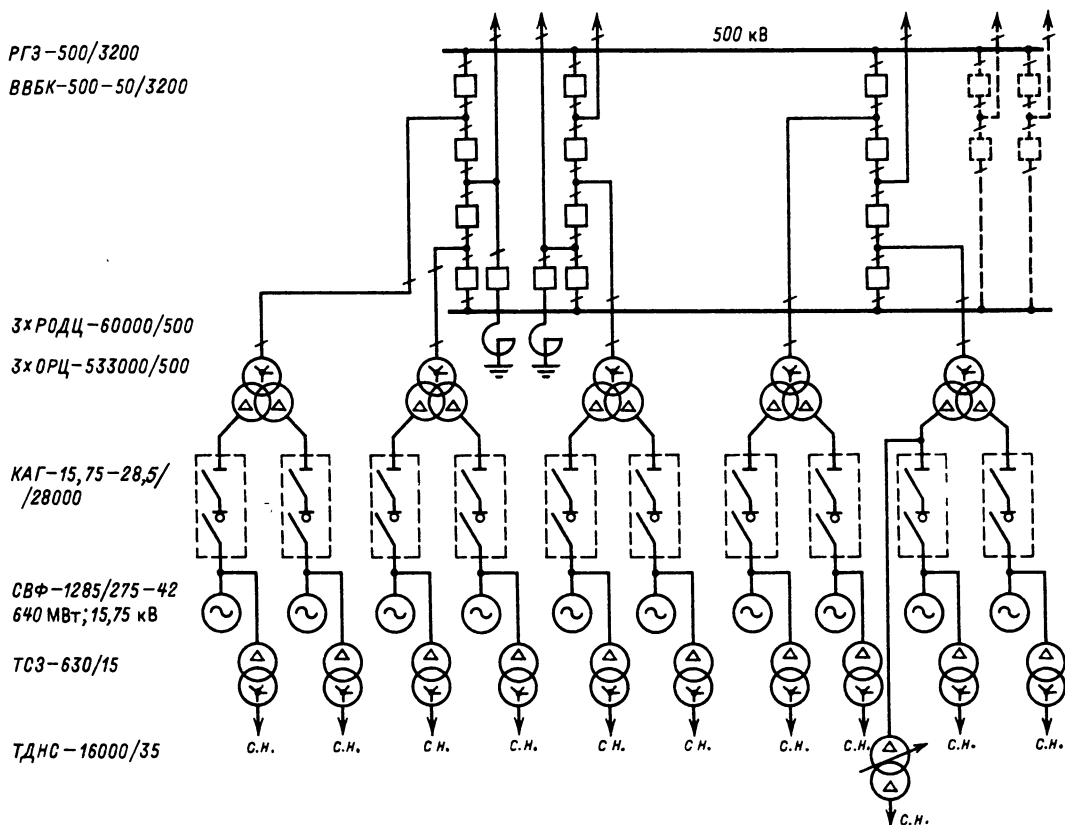 500 кВ
РГЗ-500/3200
ВВБК-500-50/3200
3×РОДЦ-60000/500
3×ОРЦ-533000/500
КАГ-15,75-28,5/
/28000
СВФ-1285/275-42
640 МВт; 15,75 кВ
ТСЗ-630/15
С.Н. С.Н. С Н. С.Н. С Н. С.Н. С.Н. С.Н. С.Н. С.Н.
ТДНС-16000/35
С.Н.